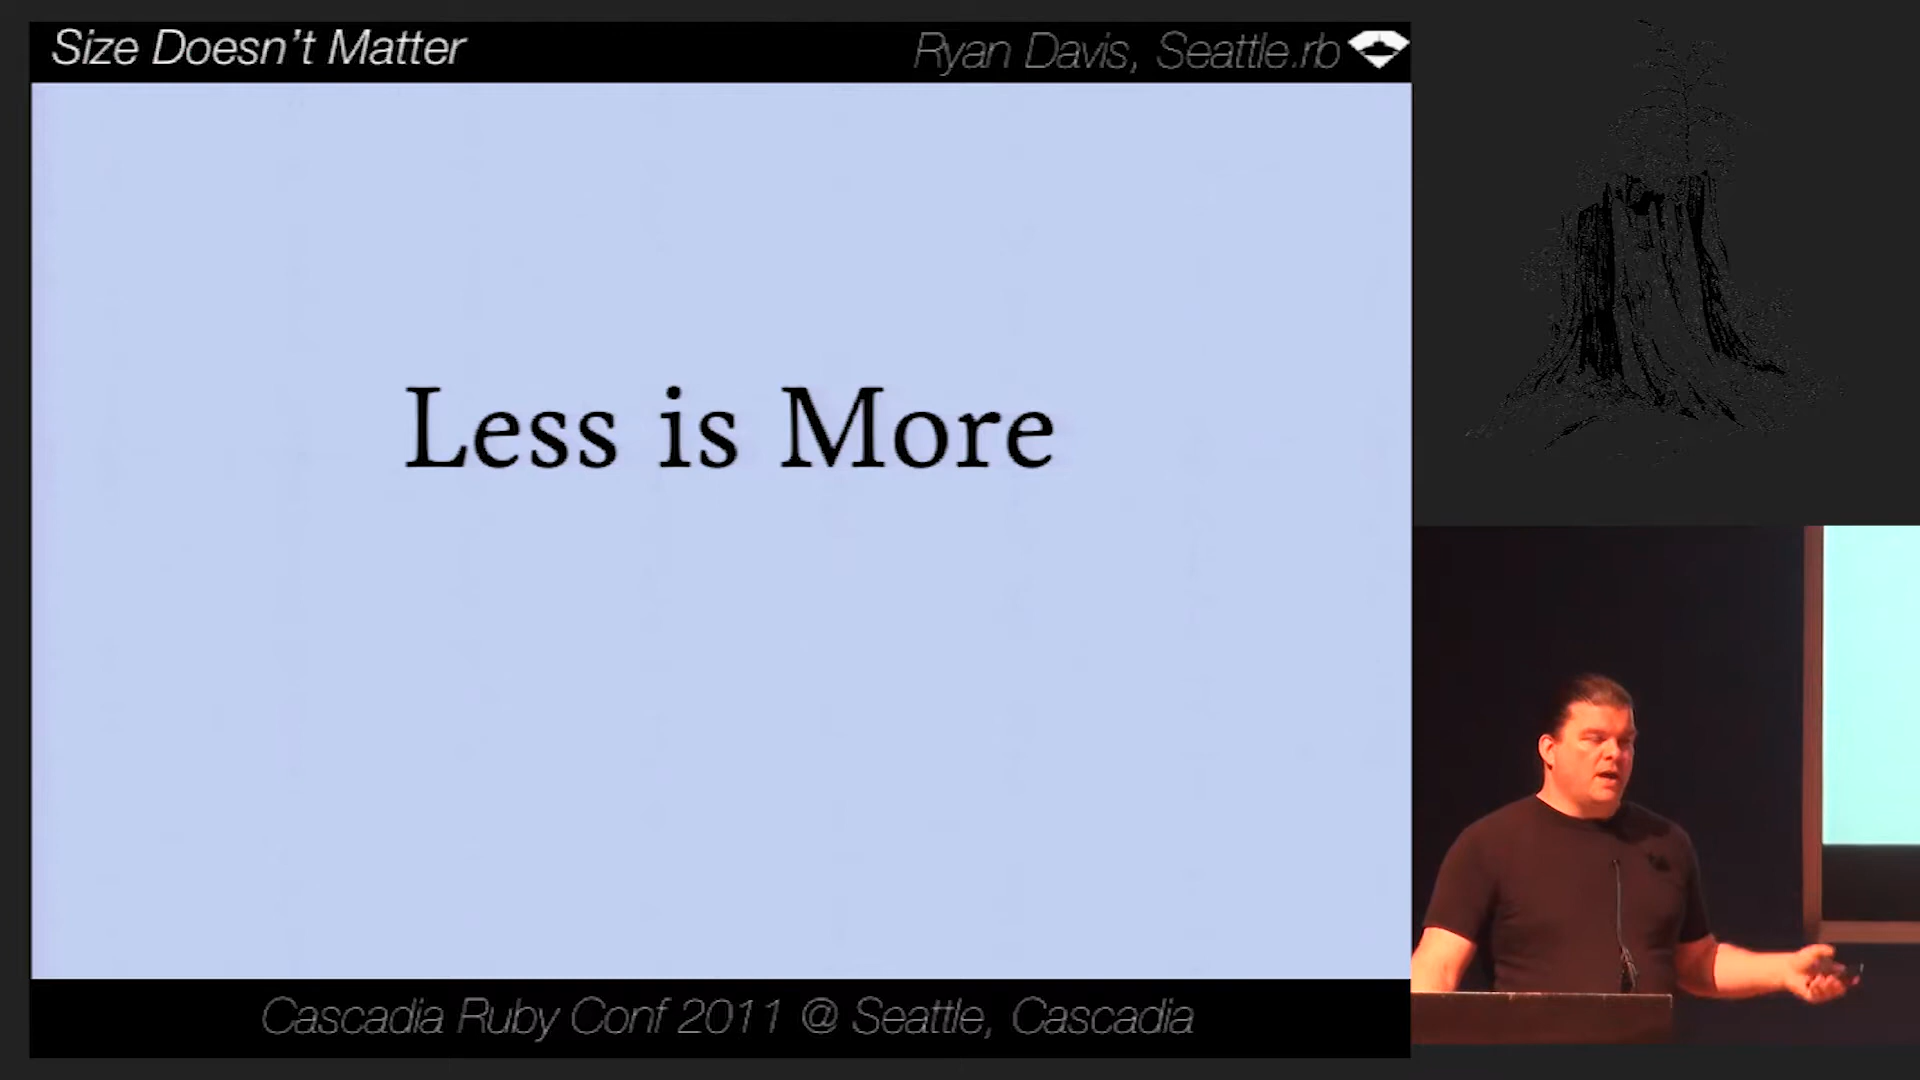 Size Doesn't Matter
Ryan Davis, Seattle.rb
Less is More
Cascadia Ruby Conf 2011 @ Seattle, Cascadia